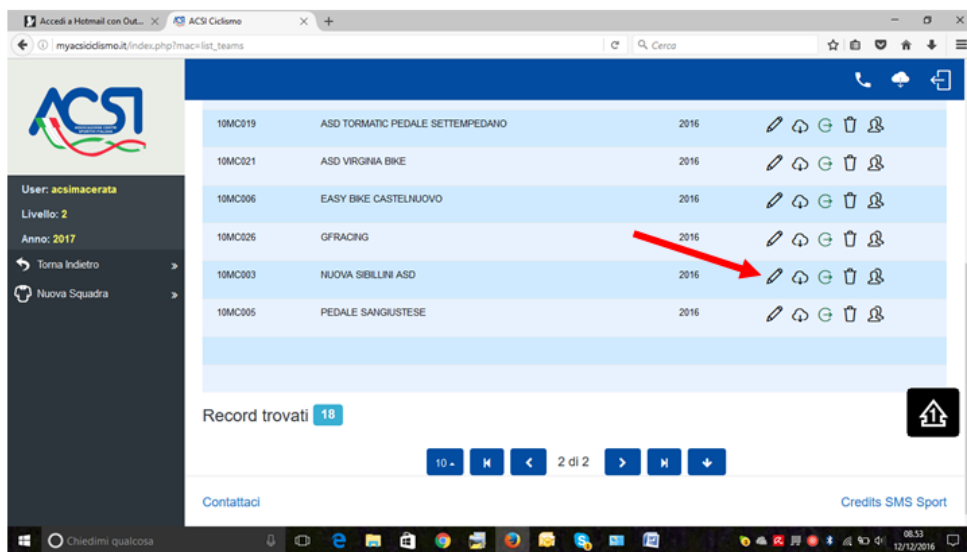 Accedi a Hotmail con Out...
ACSI Ciclismo
myacsiciclismo.it/index.php?mac=list_teams
Cerca
ACSI
10MC019 ASD TORMATIC PEDALE SETTEMPEDANO 2016
10MC021 ASD VIRGINIA BIKE 2016
User: acsimacerata
10MC006 EASY BIKE CASTELNUOVO 2016
Livello: 2
Anno: 2017
10MC026 GFRACING 2016
Torna Indietro »
10MC003 NUOVA SIBILLINI ASD 2016
Nuova Squadra »
10MC005 PEDALE SANGIUSTESE 2016
Record trovati 18
1
10 2 di 2
Contattaci
Credits SMS Sport
Chiedimi qualcosa
08.53
12/12/2016